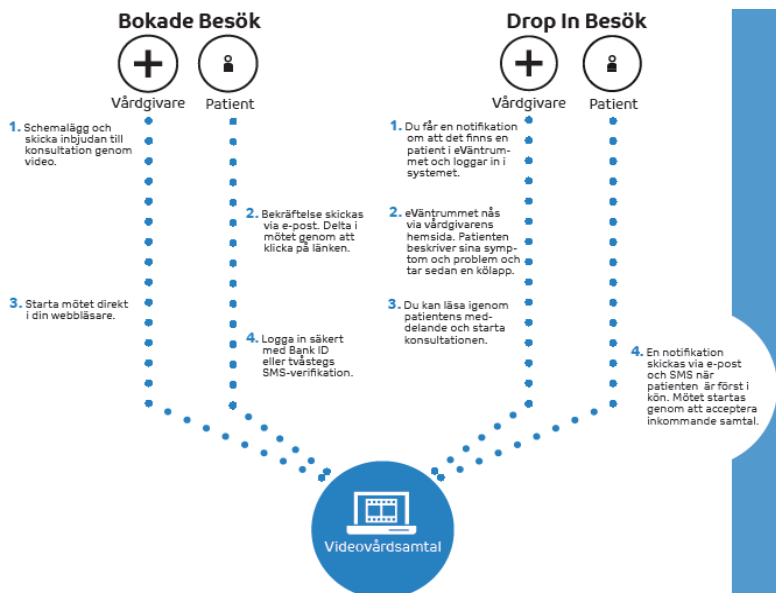 Bokade Besök
Vårdgivare
Patient
1. Schemalägg och
skicka inbjudan till
konsultation genom
video.
2. Bekräftelse skickas
via e-post. Delta i
mötet genom att
klicka på länken.
3. Starta mötet direkt
i din webbläsare.
4. Logga in säkert
med Bank ID
eller tvåstegs
SMS-verifikation.
Drop In Besök
Vårdgivare
Patient
1. Du får en notifikation
om att det finns en
patient i eVäntrum-
met och loggar in i
systemet.
2. eVäntrummet nås
via vårdgivarens
hemsida. Patienten
beskriver sina symp-
tom och problem och
tar sedan en kölapp.
3. Du kan läsa igenom
patientens med-
delande och starta
konsultationen.
4. En notifikation
skickas via e-post
och SMS när
patienten är först i
kön. Mötet startas
genom att acceptera
inkommande samtal.
Videovårdsamtal